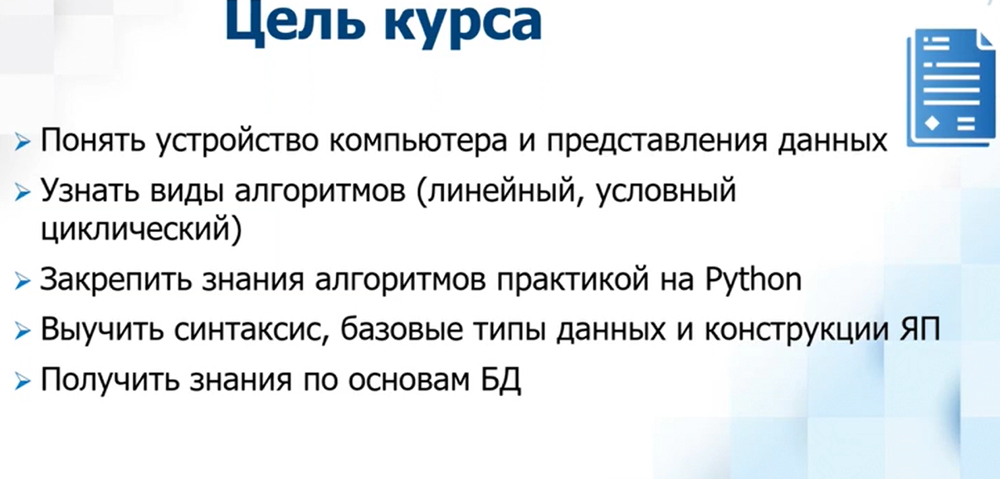 Цель курса
Понять устройство компьютера и представления данных
Узнать виды алгоритмов (линейный, условный
циклический)
Закрепить знания алгоритмов практикой на Python
Выучить синтаксис, базовые типы данных и конструкции ЯП
Получить знания по основам БД